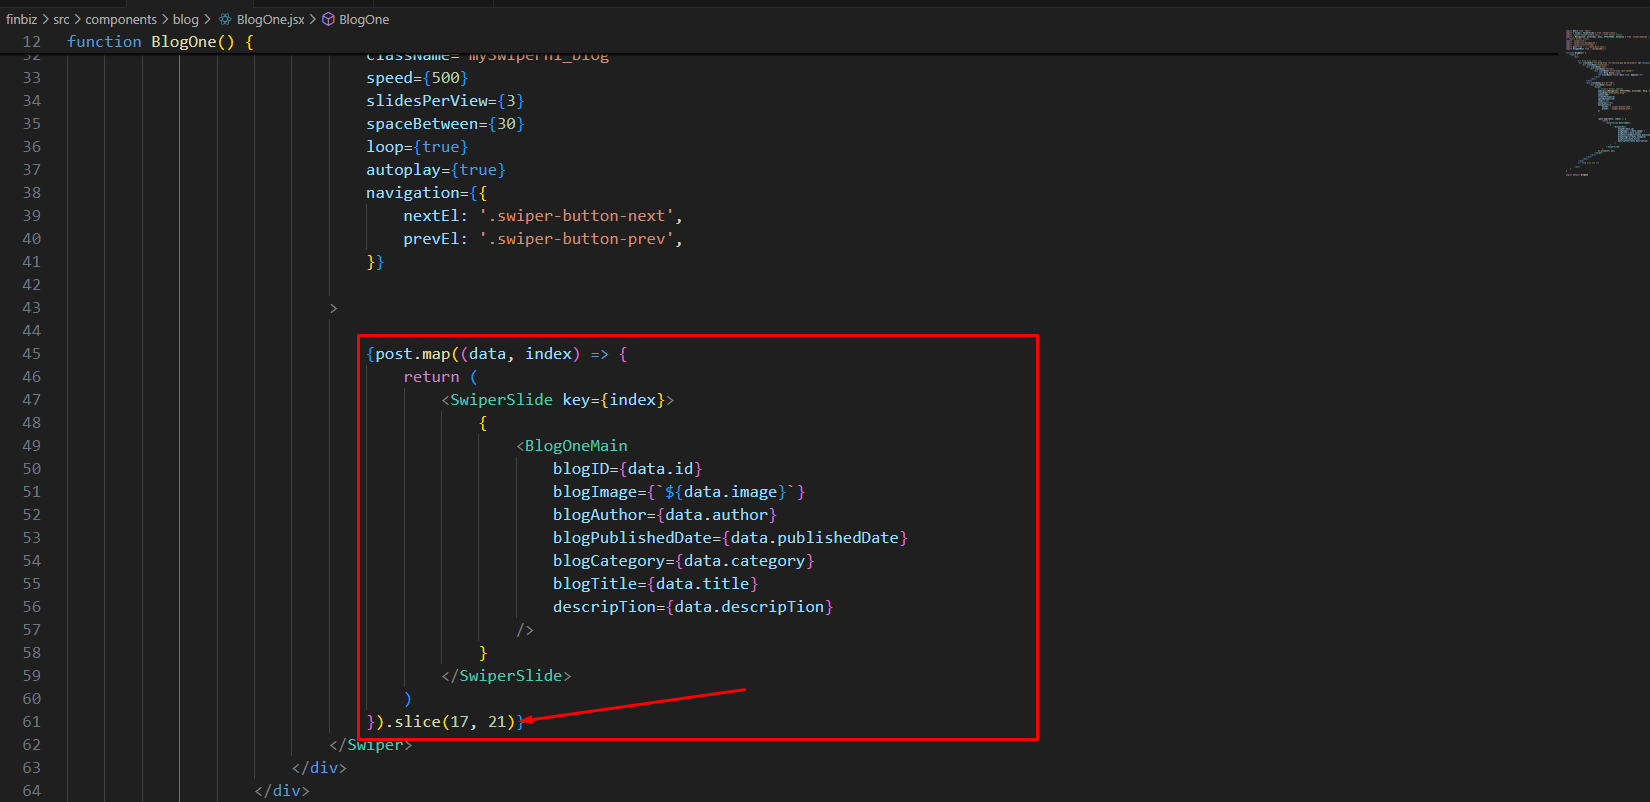 finbiz > src > components > blog > BlogOne.jsx > BlogOne
12 function BlogOne() {
32 className="mySwiperh1_blog"
33 speed={500}
34 slidesPerView={3}
35 spaceBetween={30}
36 loop={true}
37 autoplay={true}
38 navigation={{
39 nextEl: '.swiper-button-next',
40 prevEl: '.swiper-button-prev',
41 }}
42
43 >
44
45 {post.map((data, index) => {
46 return (
47 <SwiperSlide key={index}>
48 {
49 <BlogOneMain
50 blogID={data.id}
51 blogImage={`${data.image}`}
52 blogAuthor={data.author}
53 blogPublishedDate={data.publishedDate}
54 blogCategory={data.category}
55 blogTitle={data.title}
56 descripTion={data.descripTion}
57 />
58 }
59 </SwiperSlide>
60 )
61 }).slice(17, 21)}
62 </Swiper>
63 </div>
64 </div>